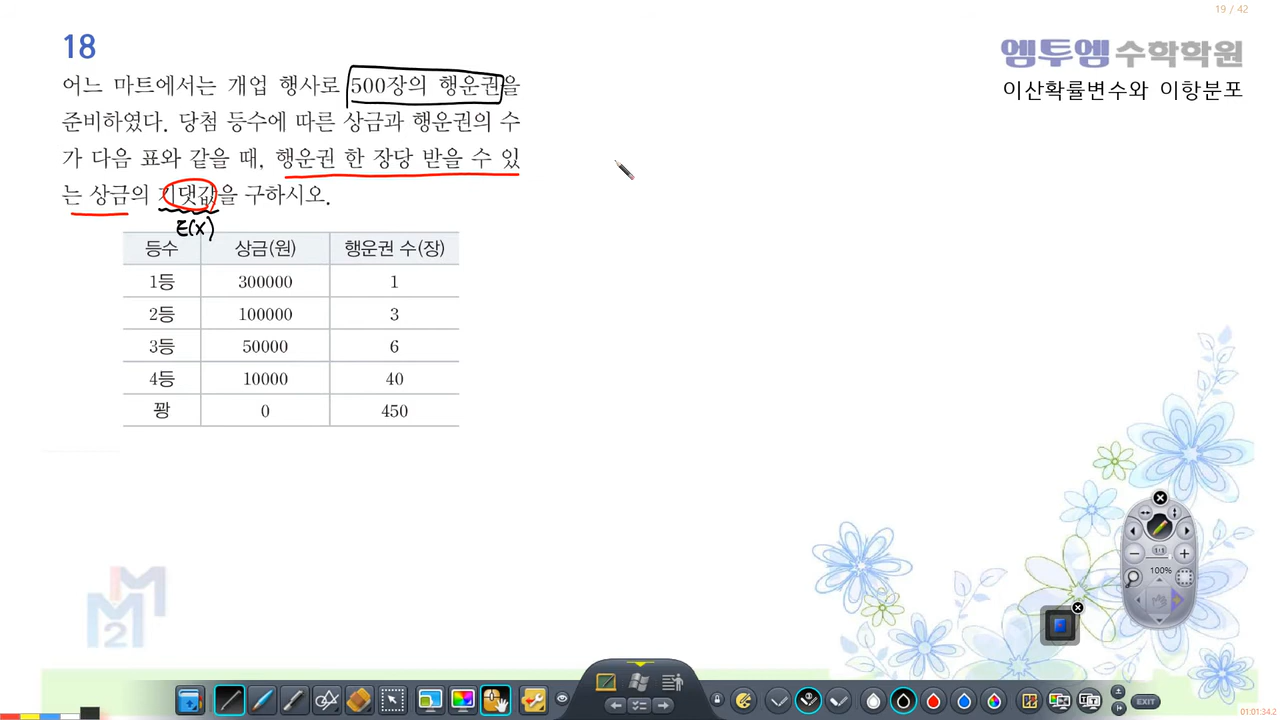 19 / 42
18
엠투엠수학학원
이산확률변수와 이항분포
어느 마트에서는 개업 행사로 500장의 행운권을
준비하였다. 당첨 등수에 따른 상금과 행운권의 수
가 다음 표와 같을 때, 행운권 한 장당 받을 수 있
는 상금의 기댓값을 구하시오.
E(X)
등수 상금(원) 행운권 수(장)
1등 300000 1
2등 100000 3
3등 50000 6
4등 10000 40
꽝 0 450
1:1
100%
M
M2
EXIT
01:01:34.2